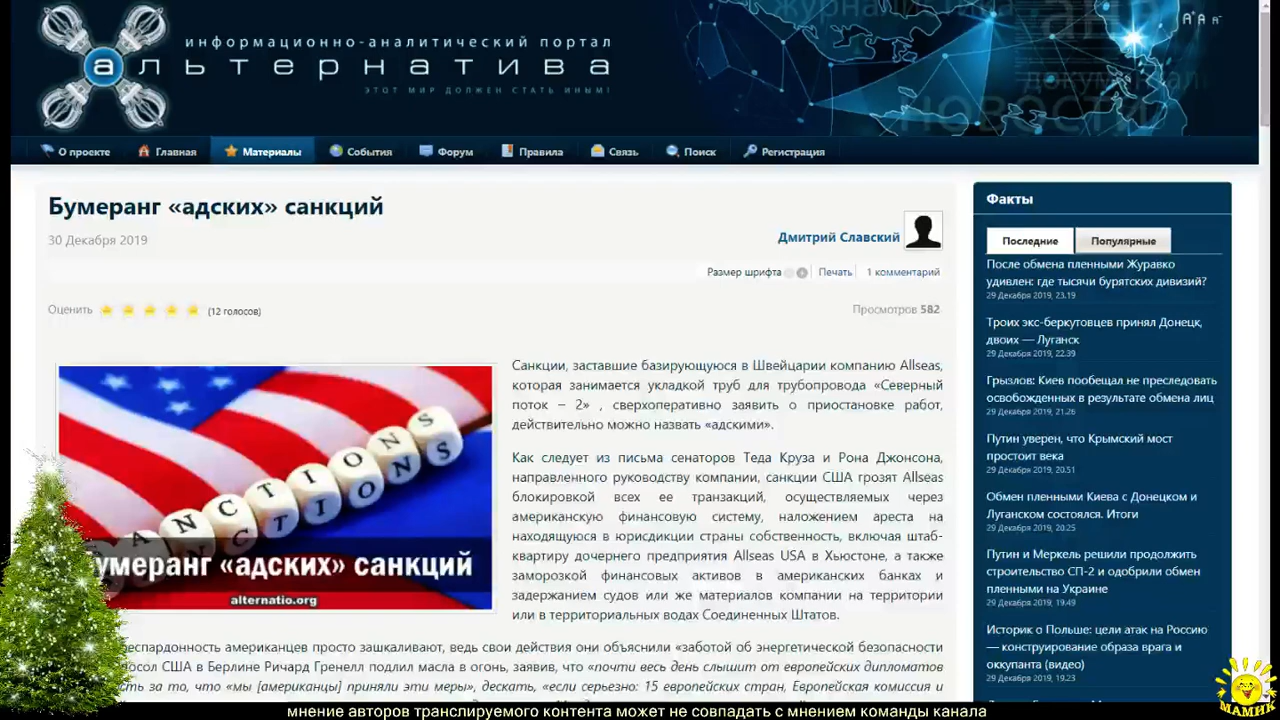 информационно-аналитический портал
альтернатива
ЭТОТ МИР ДОЛЖЕН СТАТЬ ИНЫМ!
НОВОСТИ
A+ A A-
О проекте
Главная
Материалы
События
Форум
Правила
Связь
Поиск
Регистрация
Бумеранг «адских» санкций
30 Декабря 2019
Дмитрий Славский
Размер шрифта
Печать
1 комментарий
Оценить
(12 голосов)
Просмотров 582
SANCTIONS
умеранг «адских» санкций
alternatio.org
Санкции, заставшие базирующуюся в Швейцарии компанию Allseas,
которая занимается укладкой труб для трубопровода «Северный
поток – 2» , сверхоперативно заявить о приостановке работ,
действительно можно назвать «адскими».
Как следует из письма сенаторов Теда Круза и Рона Джонсона,
направленного руководству компании, санкции США грозят Allseas
блокировкой всех ее транзакций, осуществляемых через
американскую финансовую систему, наложением ареста на
находящуюся в юрисдикции страны собственность, включая штаб-
квартиру дочернего предприятия Allseas USA в Хьюстоне, а также
заморозкой финансовых активов в американских банках и
задержанием судов или же материалов компании на территории
или в территориальных водах Соединенных Штатов.
беспардонность американцев просто зашкаливают, ведь свои действия они объяснили «заботой об энергетической безопасности
посол США в Берлине Ричард Гренелл подлил масла в огонь, заявив, что «почти весь день слышит от европейских дипломатов
сть за то, что «мы [американцы] приняли эти меры», дескать, «если серьезно: 15 европейских стран, Европейская комиссия и
Факты
Последние
Популярные
После обмена пленными Журавко
удивлен: где тысячи бурятских дивизий?
29 Декабря 2019, 23.19
Троих экс-беркутовцев принял Донецк,
двоих — Луганск
29 Декабря 2019, 22.39
Грызлов: Киев пообещал не преследовать
освобожденных в результате обмена лиц
29 Декабря 2019, 21.26
Путин уверен, что Крымский мост
простоит века
29 Декабря 2019, 20.51
Обмен пленными Киева с Донецком и
Луганском состоялся. Итоги
29 Декабря 2019, 20.25
Путин и Меркель решили продолжить
строительство СП-2 и одобрили обмен
пленными на Украине
29 Декабря 2019, 19.49
Историк о Польше: цели атак на Россию
— конструирование образа врага и
оккупанта (видео)
29 Декабря 2019, 19.23
МАМИК
мнение автора транслируемого контента может не совпадать с мнением команды канала